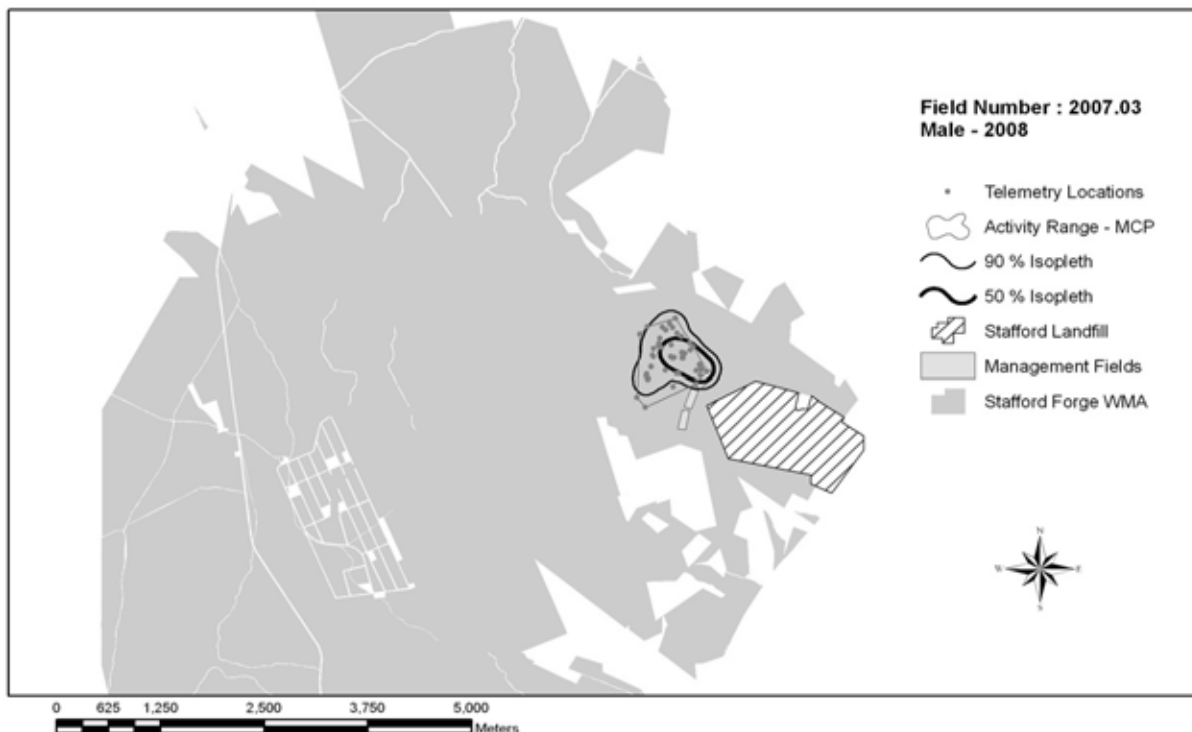 Field Number : 2007.03
Male - 2008
Telemetry Locations
Activity Range - MCP
90 % Isopleth
50 % Isopleth
Stafford Landfill
Management Fields
Stafford Forge WMA
N
W E
S
0 625 1,250 2,500 3,750 5,000
Meters